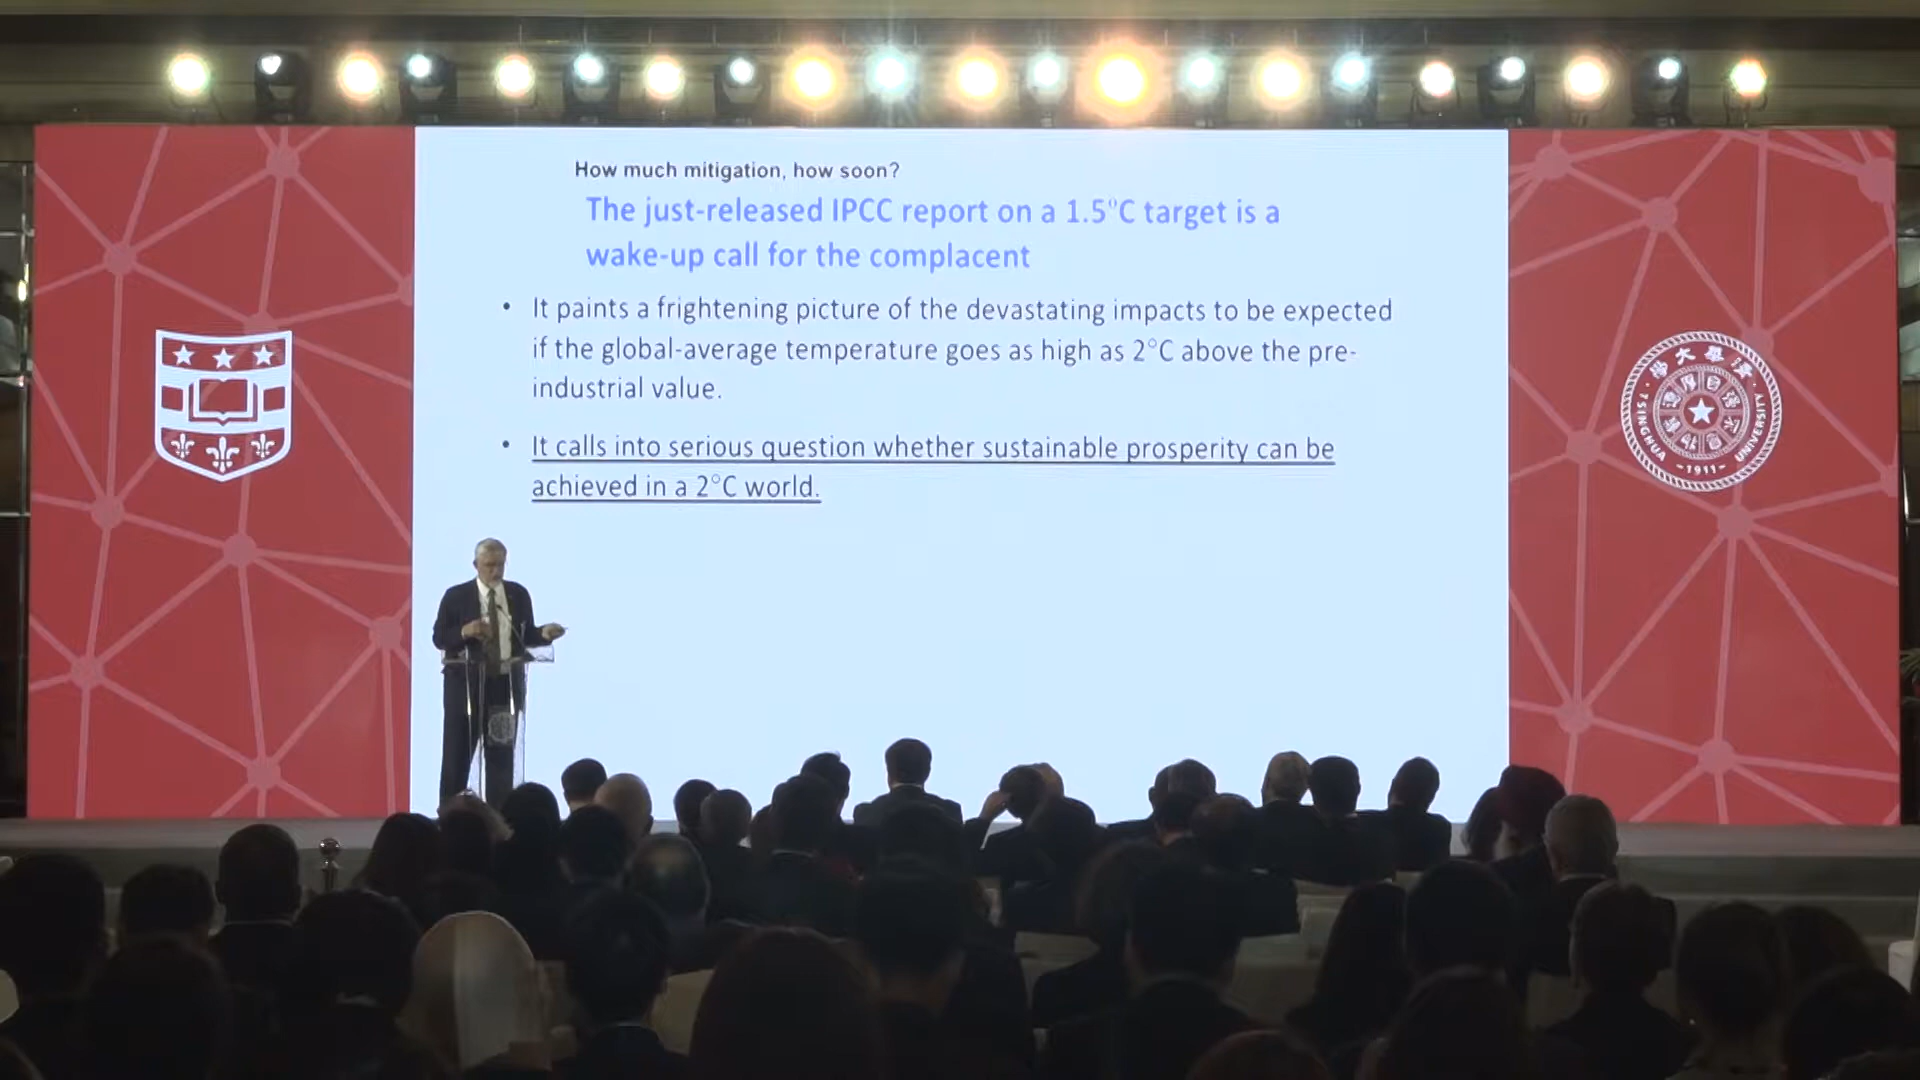 How much mitigation, how soon?
The just-released IPCC report on a 1.5°C target is a
wake-up call for the complacent
• It paints a frightening picture of the devastating impacts to be expected
if the global-average temperature goes as high as 2°C above the pre-
industrial value.
• It calls into serious question whether sustainable prosperity can be
achieved in a 2°C world.
TSINGHUA UNIVERSITY
-1911-